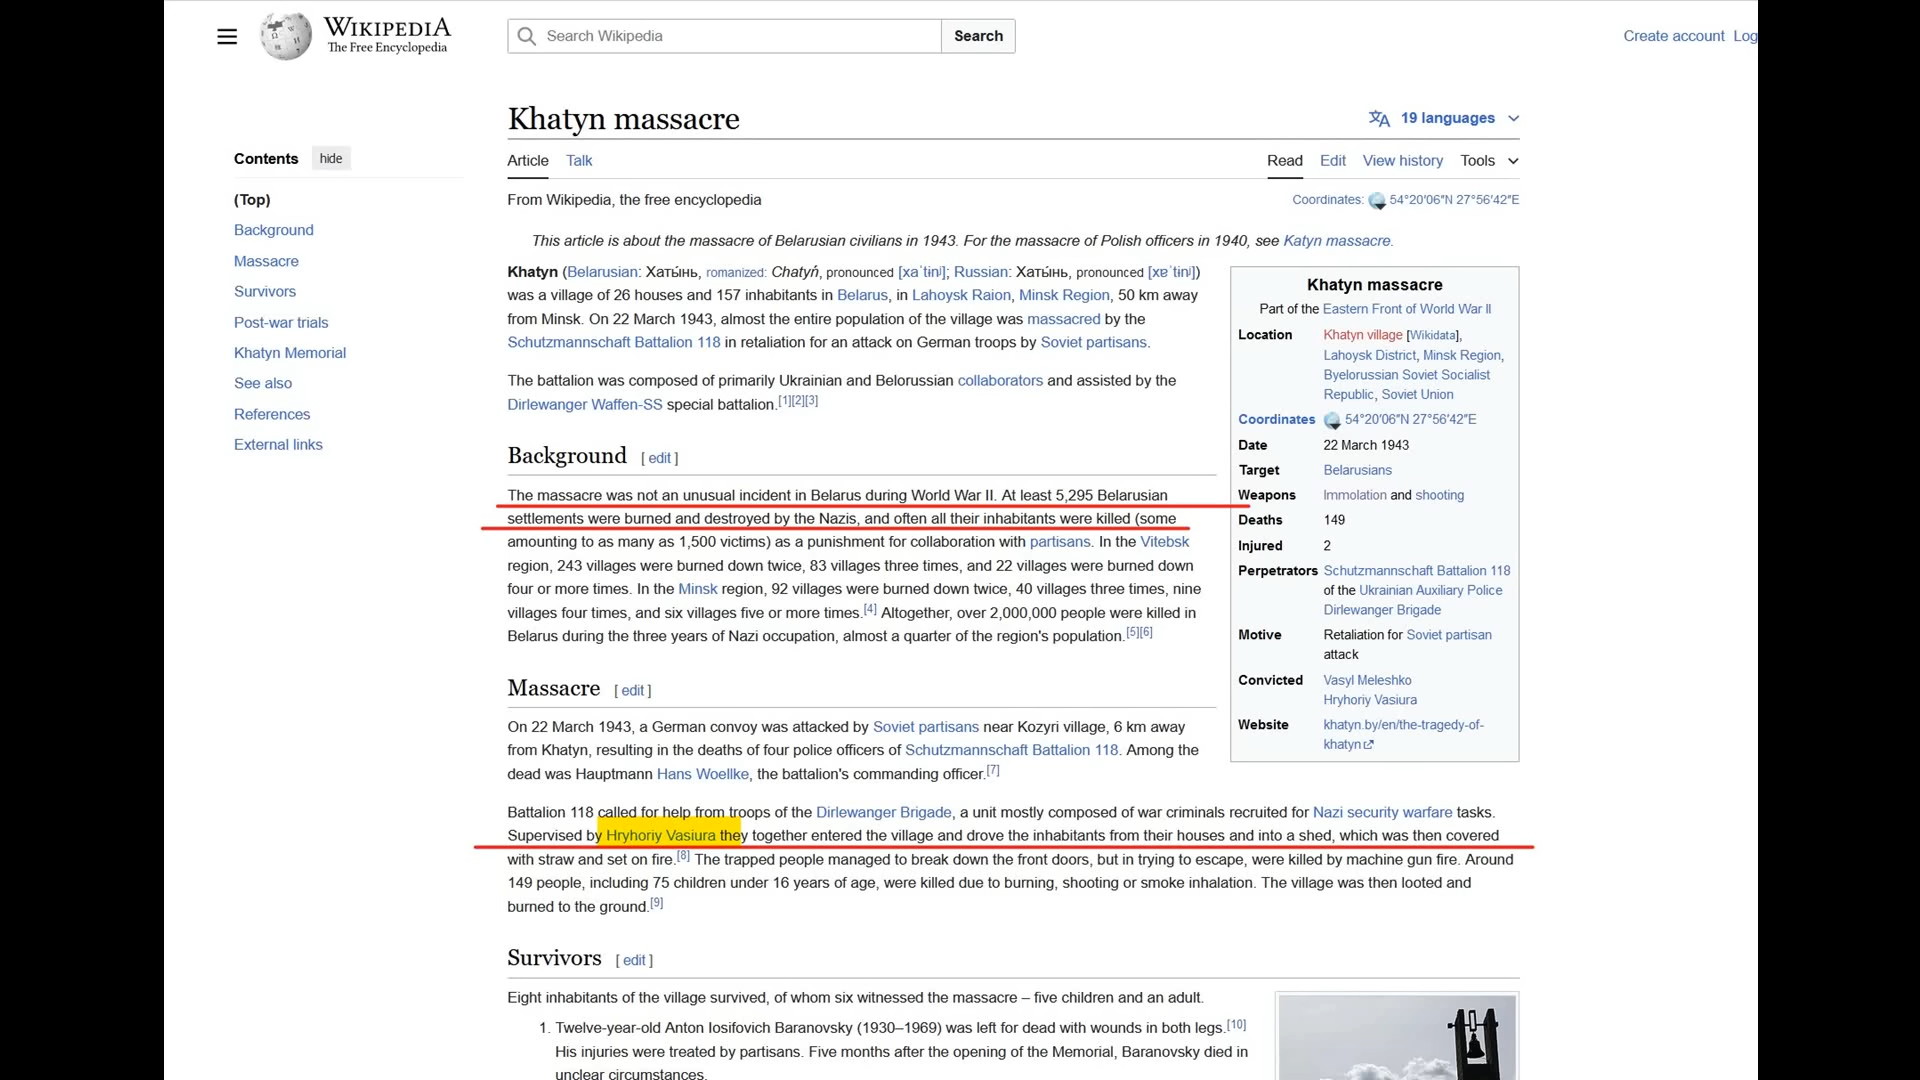 WIKIPEDIA
The Free Encyclopedia
Search Wikipedia
Search
Create account Log
Contents hide
(Top)
Background
Massacre
Survivors
Post-war trials
Khatyn Memorial
See also
References
External links
Khatyn massacre
19 languages
Article Talk
Read Edit View history Tools
From Wikipedia, the free encyclopedia
Coordinates: 54°20′06″N 27°56′42″E
This article is about the massacre of Belarusian civilians in 1943. For the massacre of Polish officers in 1940, see Katyn massacre.
Khatyn (Belarusian: Хаты́нь, romanized: Chatyń, pronounced [xaˈtɨnʲ]; Russian: Хаты́нь, pronounced [xɐˈtɨnʲ])
was a village of 26 houses and 157 inhabitants in Belarus, in Lahoysk Raion, Minsk Region, 50 km away
from Minsk. On 22 March 1943, almost the entire population of the village was massacred by the
Schutzmannschaft Battalion 118 in retaliation for an attack on German troops by Soviet partisans.
The battalion was composed of primarily Ukrainian and Belorussian collaborators and assisted by the
Dirlewanger Waffen-SS special battalion.[1][2][3]
Background [ edit ]
The massacre was not an unusual incident in Belarus during World War II. At least 5,295 Belarusian
settlements were burned and destroyed by the Nazis, and often all their inhabitants were killed (some
amounting to as many as 1,500 victims) as a punishment for collaboration with partisans. In the Vitebsk
region, 243 villages were burned down twice, 83 villages three times, and 22 villages were burned down
four or more times. In the Minsk region, 92 villages were burned down twice, 40 villages three times, nine
villages four times, and six villages five or more times.[4] Altogether, over 2,000,000 people were killed in
Belarus during the three years of Nazi occupation, almost a quarter of the region's population.[5][6]
Massacre [ edit ]
On 22 March 1943, a German convoy was attacked by Soviet partisans near Kozyri village, 6 km away
from Khatyn, resulting in the deaths of four police officers of Schutzmannschaft Battalion 118. Among the
dead was Hauptmann Hans Woellke, the battalion's commanding officer.[7]
Battalion 118 called for help from troops of the Dirlewanger Brigade, a unit mostly composed of war criminals recruited for Nazi security warfare tasks.
Supervised by Hryhoriy Vasiura they together entered the village and drove the inhabitants from their houses and into a shed, which was then covered
with straw and set on fire.[8] The trapped people managed to break down the front doors, but in trying to escape, were killed by machine gun fire. Around
149 people, including 75 children under 16 years of age, were killed due to burning, shooting or smoke inhalation. The village was then looted and
burned to the ground.[9]
Survivors [ edit ]
Eight inhabitants of the village survived, of whom six witnessed the massacre – five children and an adult.
1. Twelve-year-old Anton Iosifovich Baranovsky (1930–1969) was left for dead with wounds in both legs.[10]
His injuries were treated by partisans. Five months after the opening of the Memorial, Baranovsky died in
unclear circumstances.
Khatyn massacre
Part of the Eastern Front of World War II
Location Khatyn village [Wikidata],
Lahoysk District, Minsk Region,
Byelorussian Soviet Socialist
Republic, Soviet Union
Coordinates 54°20′06″N 27°56′42″E
Date 22 March 1943
Target Belarusians
Weapons Immolation and shooting
Deaths 149
Injured 2
Perpetrators Schutzmannschaft Battalion 118
of the Ukrainian Auxiliary Police
Dirlewanger Brigade
Motive Retaliation for Soviet partisan
attack
Convicted Vasyl Meleshko
Hryhoriy Vasiura
Website khatyn.by/en/the-tragedy-of-
khatyn